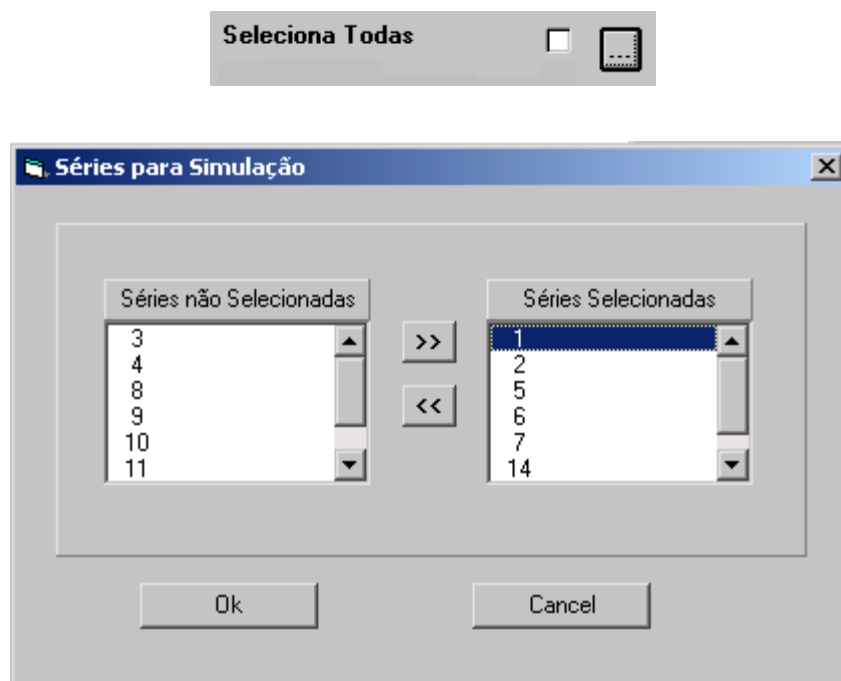 Seleciona Todas
...
Séries para Simulação
Séries não Selecionadas
3
4
8
9
10
11
>>
<<
Séries Selecionadas
1
2
5
6
7
14
Ok
Cancel